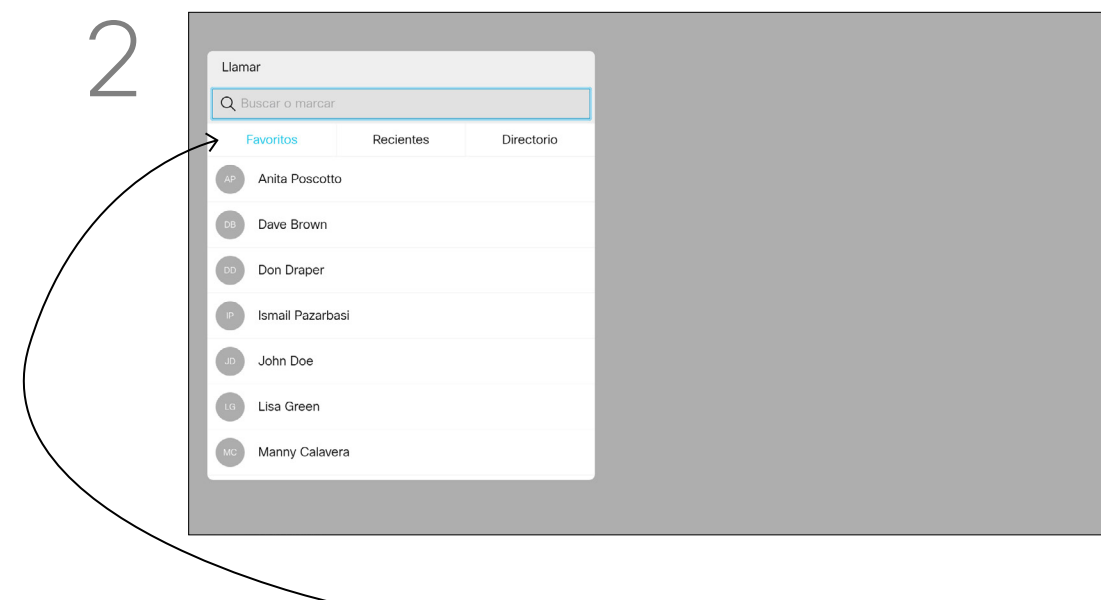 2
Llamar
Buscar o marcar
Favoritos Recientes Directorio
AP Anita Poscotto
DB Dave Brown
DD Don Draper
IP Ismail Pazarbasi
JD John Doe
LG Lisa Green
MC Manny Calavera